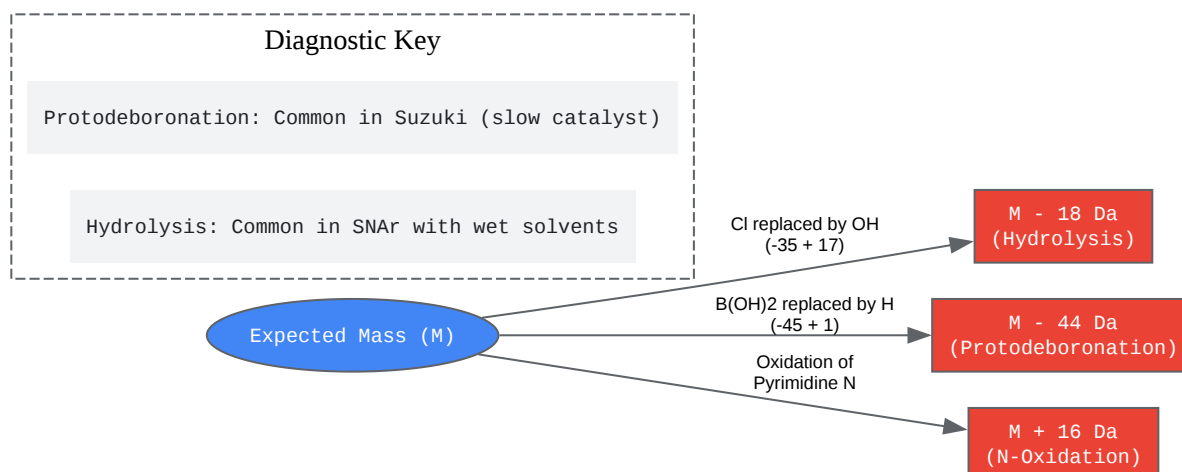 Diagnostic Key
Protodeboronation: Common in Suzuki (slow catalyst)
Hydrolysis: Common in SNAr with wet solvents
Expected Mass (M)
Cl replaced by OH
(-35 + 17)
B(OH)2 replaced by H
(-45 + 1)
Oxidation of
Pyrimidine N
M - 18 Da
(Hydrolysis)
M - 44 Da
(Protodeboronation)
M + 16 Da
(N-Oxidation)